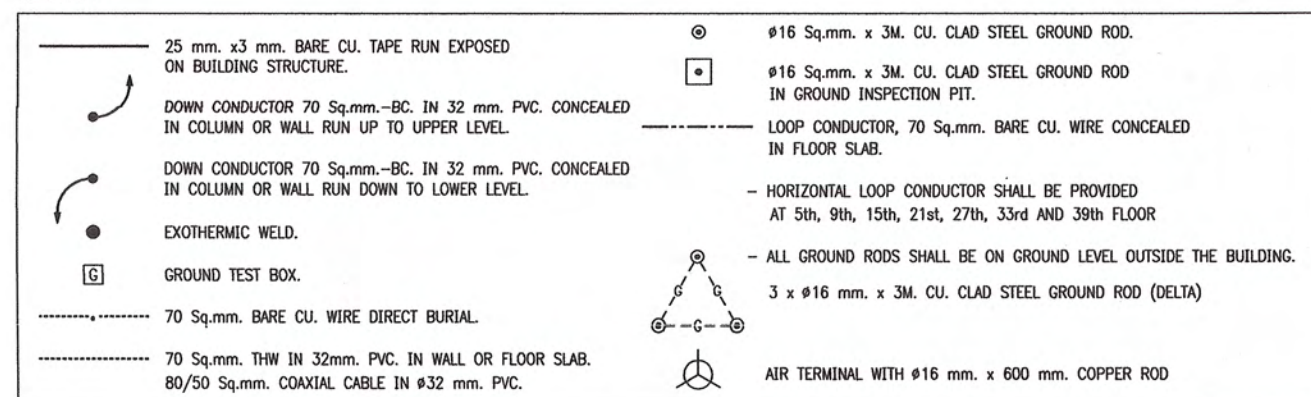 25 mm. x3 mm. BARE CU. TAPE RUN EXPOSED
ON BUILDING STRUCTURE.
DOWN CONDUCTOR 70 Sq.mm.-BC. IN 32 mm. PVC. CONCEALED
IN COLUMN OR WALL RUN UP TO UPPER LEVEL.
DOWN CONDUCTOR 70 Sq.mm.-BC. IN 32 mm. PVC. CONCEALED
IN COLUMN OR WALL RUN DOWN TO LOWER LEVEL.
EXOTHERMIC WELD.
G GROUND TEST BOX.
70 Sq.mm. BARE CU. WIRE DIRECT BURIAL.
70 Sq.mm. THW IN 32mm. PVC. IN WALL OR FLOOR SLAB.
80/50 Sq.mm. COAXIAL CABLE IN ø32 mm. PVC.
ø16 Sq.mm. x 3M. CU. CLAD STEEL GROUND ROD.
ø16 Sq.mm. x 3M. CU. CLAD STEEL GROUND ROD
IN GROUND INSPECTION PIT.
LOOP CONDUCTOR, 70 Sq.mm. BARE CU. WIRE CONCEALED
IN FLOOR SLAB.
- HORIZONTAL LOOP CONDUCTOR SHALL BE PROVIDED
AT 5th, 9th, 15th, 21st, 27th, 33rd AND 39th FLOOR
- ALL GROUND RODS SHALL BE ON GROUND LEVEL OUTSIDE THE BUILDING.
G G 3 x ø16 mm. x 3M. CU. CLAD STEEL GROUND ROD (DELTA)
G
AIR TERMINAL WITH ø16 mm. x 600 mm. COPPER ROD